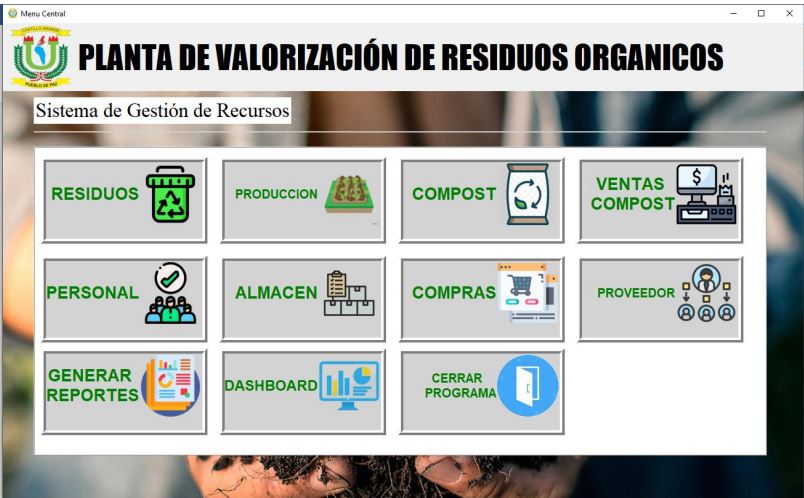 Menu Central
CASTILLO GRANDE
PUEBLO DE PAZ
PLANTA DE VALORIZACIÓN DE RESIDUOS ORGANICOS
Sistema de Gestión de Recursos
RESIDUOS
PRODUCCION
COMPOST
VENTAS
COMPOST
$
PERSONAL
ALMACEN
COMPRAS
PROVEEDOR
GENERAR
REPORTES
DASHBOARD
CERRAR
PROGRAMA